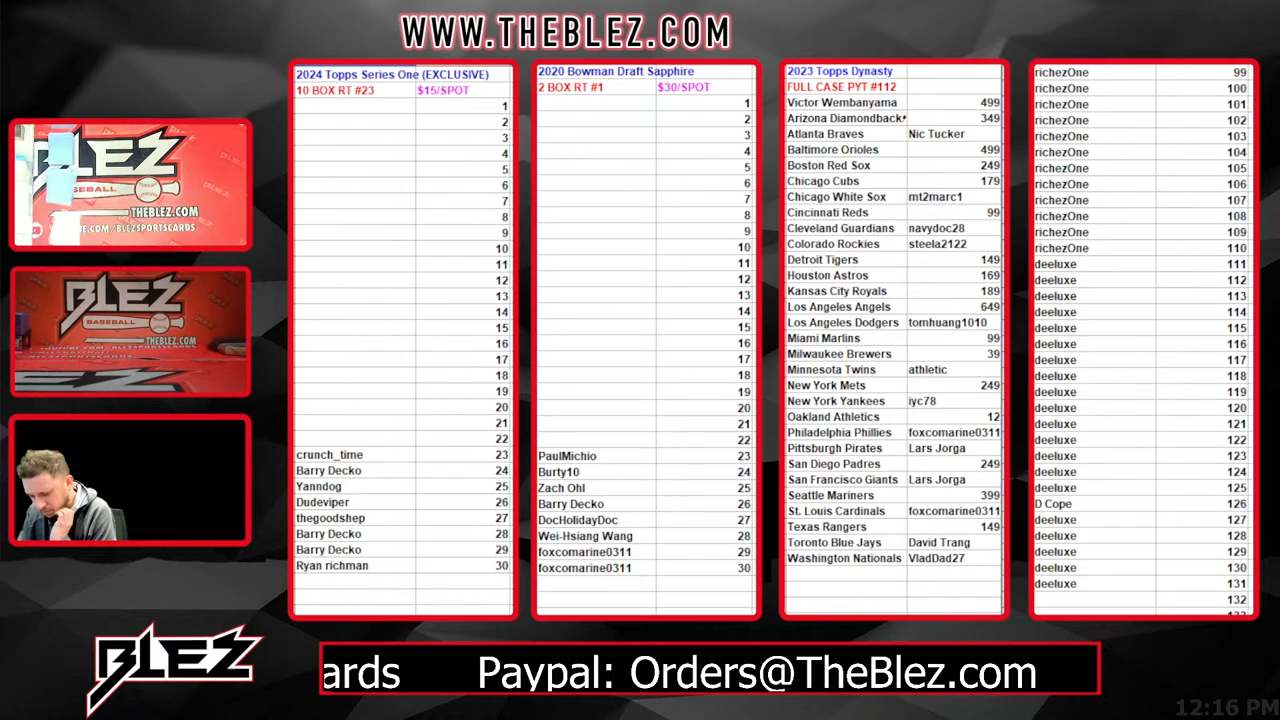 WWW.THEBLEZ.COM
BLEZ
BASEBALL
THEBLEZ.COM
BLEZ
BASEBALL
THEBLEZ.COM
2024 Topps Series One (EXCLUSIVE)
10 BOX RT #23 $15/SPOT
1
2
3
4
5
6
7
8
9
10
11
12
13
14
15
16
17
18
19
20
21
22
crunch_time 23
Barry Decko 24
Yanndog 25
Dudeviper 26
thegoodshep 27
Barry Decko 28
Barry Decko 29
Ryan richman 30
2020 Bowman Draft Sapphire
2 BOX RT #1 $30/SPOT
1
2
3
4
5
6
7
8
9
10
11
12
13
14
15
16
17
18
19
20
21
22
PaulMichio 23
Burty10 24
Zach Ohl 25
Barry Decko 26
DocHolidayDoc 27
Wei-Hsiang Wang 28
foxcomarine0311 29
foxcomarine0311 30
2023 Topps Dynasty
FULL CASE PYT #112
Victor Wembanyama 499
Arizona Diamondback 349
Atlanta Braves Nic Tucker
Baltimore Orioles 499
Boston Red Sox 249
Chicago Cubs 179
Chicago White Sox mt2marc1
Cincinnati Reds 99
Cleveland Guardians navydoc28
Colorado Rockies steela2122
Detroit Tigers 149
Houston Astros 169
Kansas City Royals 189
Los Angeles Angels 649
Los Angeles Dodgers tomhuang1010
Miami Marlins 99
Milwaukee Brewers 39
Minnesota Twins athletic
New York Mets 249
New York Yankees iyc78
Oakland Athletics 12
Philadelphia Phillies foxcomarine0311
Pittsburgh Pirates Lars Jorga
San Diego Padres 249
San Francisco Giants Lars Jorga
Seattle Mariners 399
St. Louis Cardinals foxcomarine0311
Texas Rangers 149
Toronto Blue Jays David Trang
Washington Nationals VladDad27
richezOne 99
richezOne 100
richezOne 101
richezOne 102
richezOne 103
richezOne 104
richezOne 105
richezOne 106
richezOne 107
richezOne 108
richezOne 109
richezOne 110
deeluxe 111
deeluxe 112
deeluxe 113
deeluxe 114
deeluxe 115
deeluxe 116
deeluxe 117
deeluxe 118
deeluxe 119
deeluxe 120
deeluxe 121
deeluxe 122
deeluxe 123
deeluxe 124
deeluxe 125
D Cope 126
deeluxe 127
deeluxe 128
deeluxe 129
deeluxe 130
deeluxe 131
132
BLEZ
ards Paypal: Orders@TheBlez.com
12:16 PM